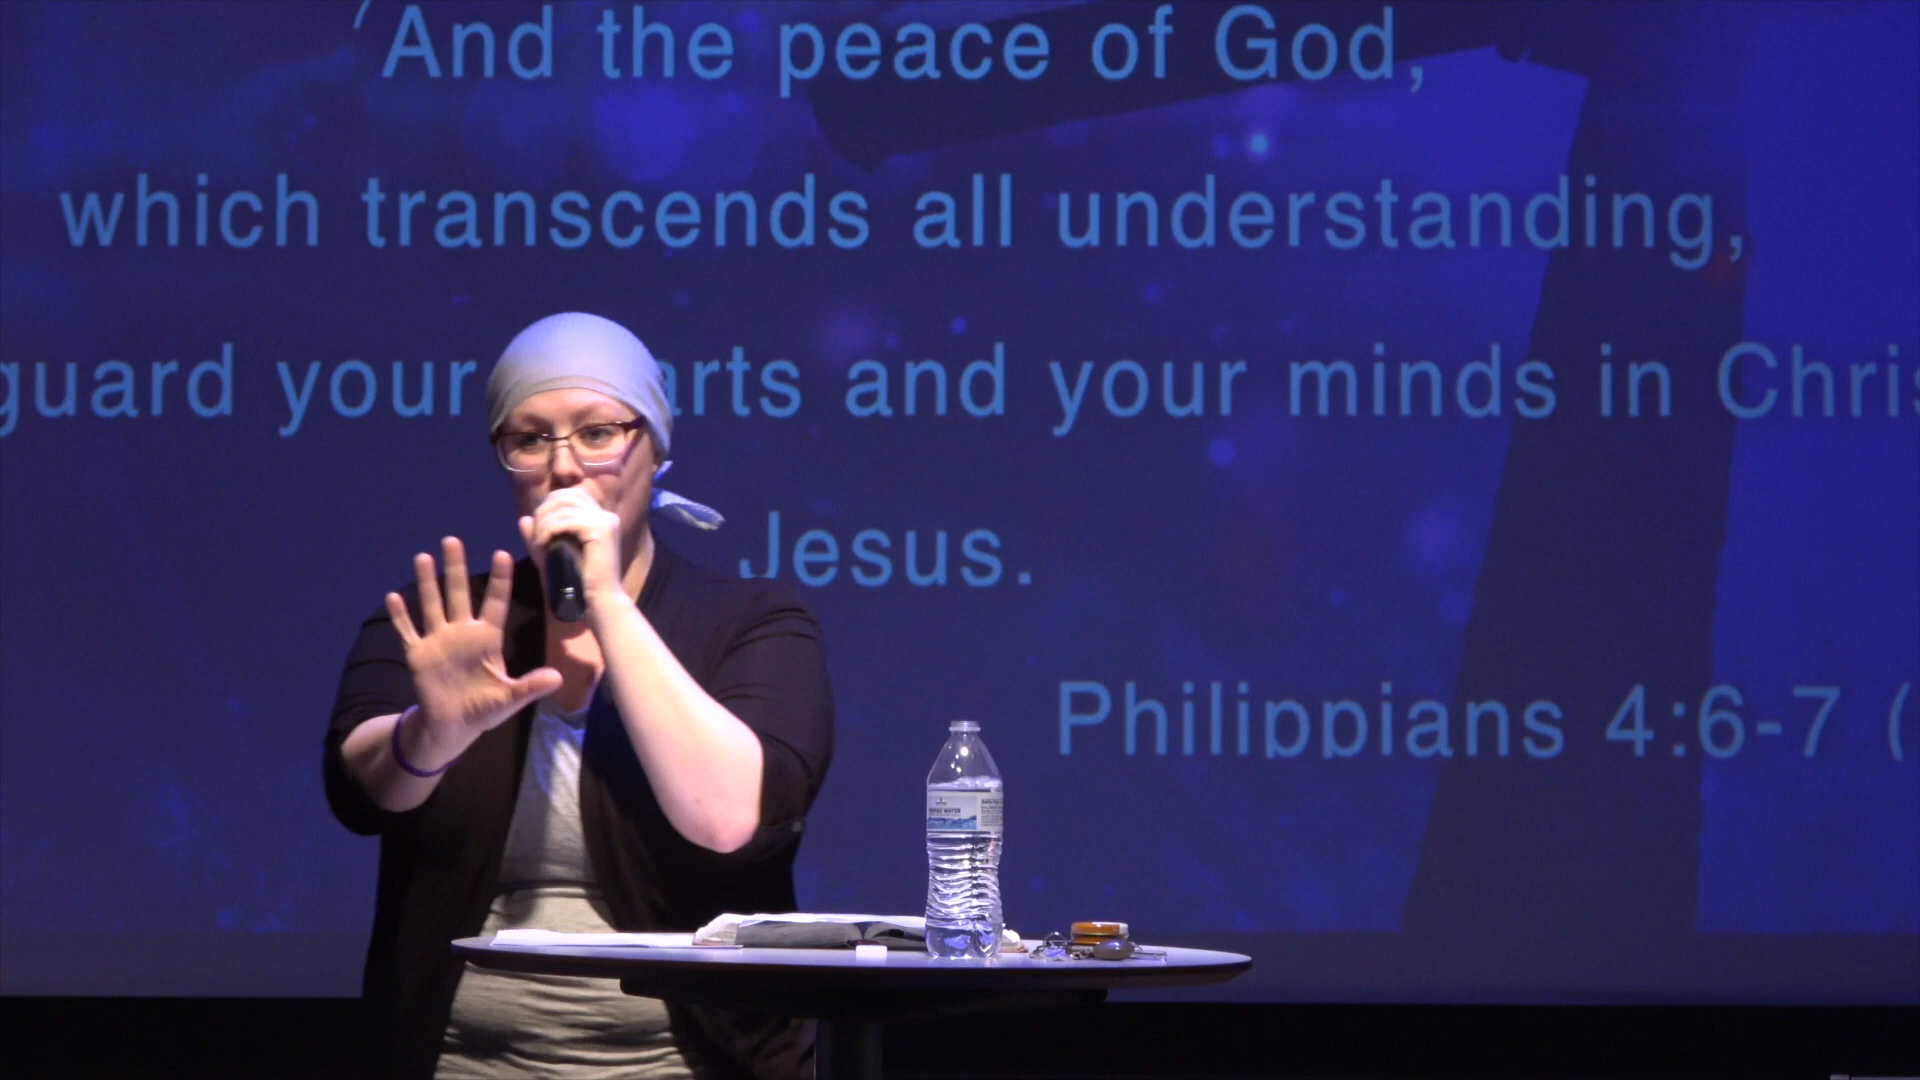 And the peace of God,
which transcends all understanding,
guard your arts and your minds in Chris
Jesus.
Philippians 4:6-7 (
WATER